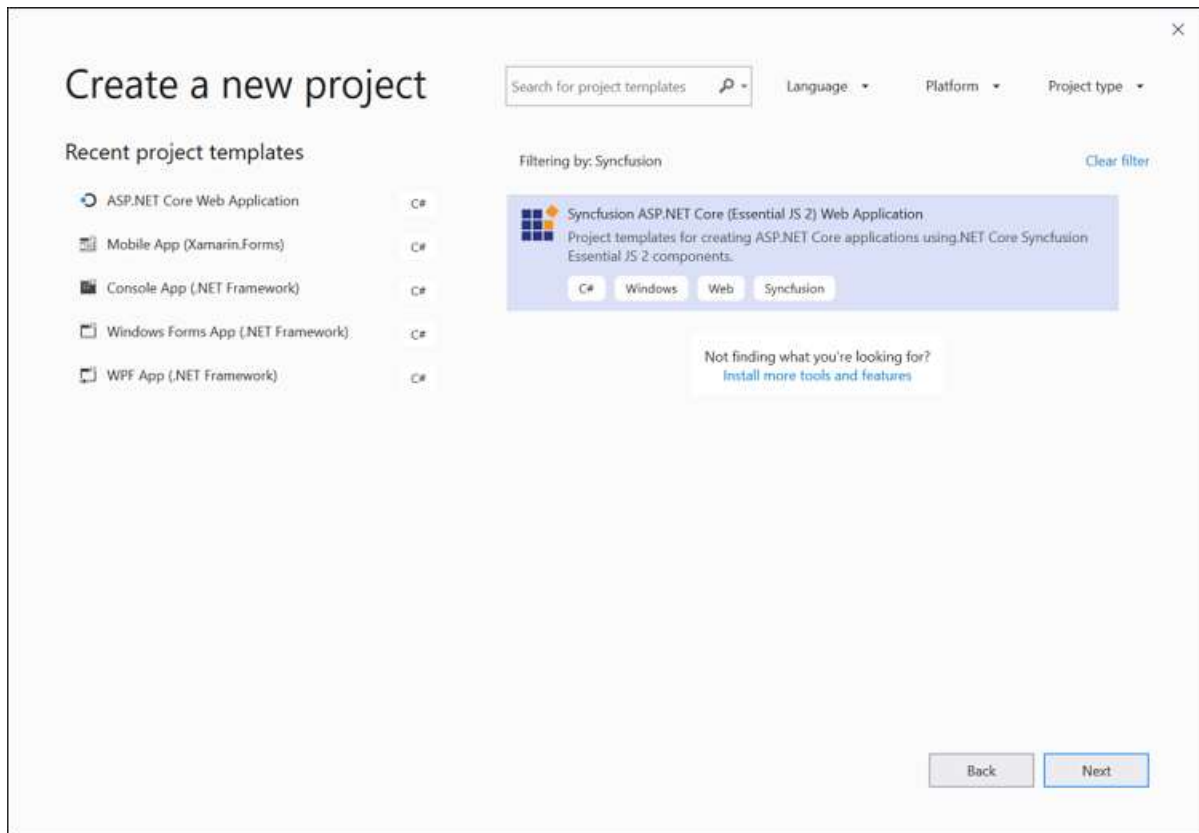 Create a new project
Search for project templates
Language
Platform
Project type
Recent project templates
ASP.NET Core Web Application C#
Mobile App (Xamarin.Forms) C#
Console App (.NET Framework) C#
Windows Forms App (.NET Framework) C#
WPF App (.NET Framework) C#
Filtering by: Syncfusion
Clear filter
Syncfusion ASP.NET Core (Essential JS 2) Web Application
Project templates for creating ASP.NET Core applications using.NET Core Syncfusion
Essential JS 2 components.
C# Windows Web Syncfusion
Not finding what you're looking for?
Install more tools and features
Back
Next